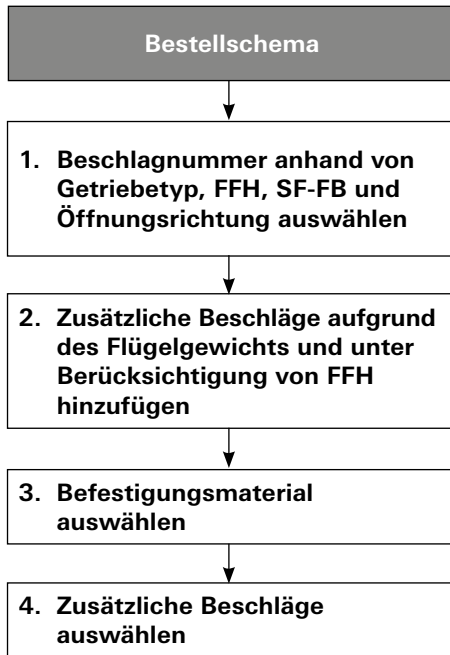 Bestellschema
1. Beschlagnummer anhand von
Getriebetyp, FFH, SF-FB und
Öffnungsrichtung auswählen
2. Zusätzliche Beschläge aufgrund
des Flügelgewichts und unter
Berücksichtigung von FFH
hinzufügen
3. Befestigungsmaterial
auswählen
4. Zusätzliche Beschläge
auswählen